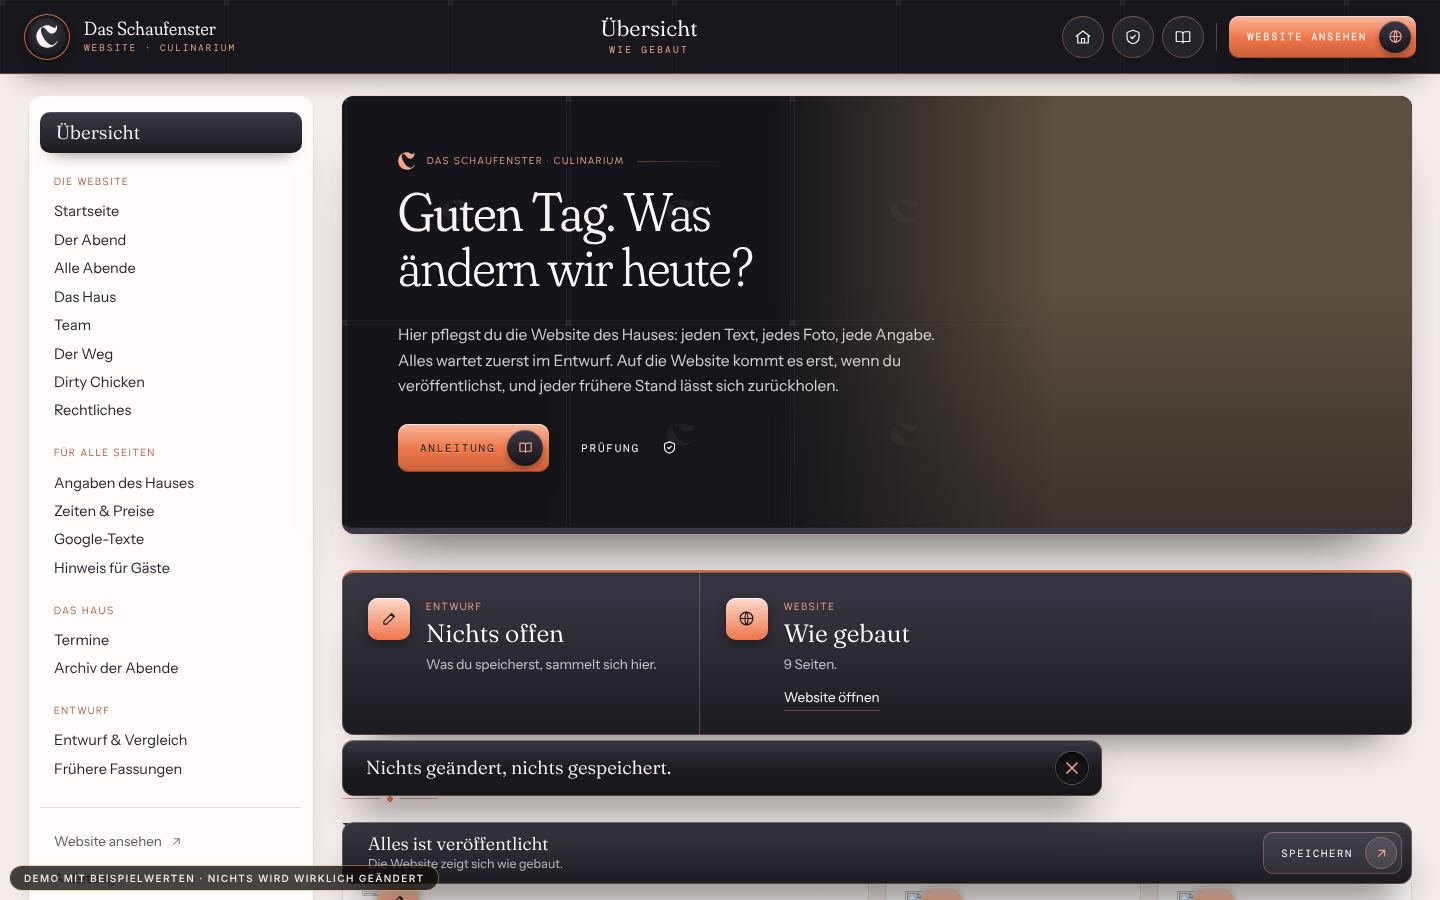 Das Schaufenster
WEBSITE · CULINARIUM
Übersicht
WIE GEBAUT
WEBSITE ANSEHEN
Übersicht
DIE WEBSITE
Startseite
Der Abend
Alle Abende
Das Haus
Team
Der Weg
Dirty Chicken
Rechtliches
FÜR ALLE SEITEN
Angaben des Hauses
Zeiten & Preise
Google-Texte
Hinweis für Gäste
DAS HAUS
Termine
Archiv der Abende
ENTWURF
Entwurf & Vergleich
Frühere Fassungen
Website ansehen
DAS SCHAUFENSTER · CULINARIUM
Guten Tag. Was
ändern wir heute?
Hier pflegst du die Website des Hauses: jeden Text, jedes Foto, jede Angabe.
Alles wartet zuerst im Entwurf. Auf die Website kommt es erst, wenn du
veröffentlichst, und jeder frühere Stand lässt sich zurückholen.
ANLEITUNG
PRÜFUNG
ENTWURF
Nichts offen
Was du speicherst, sammelt sich hier.
WEBSITE
Wie gebaut
9 Seiten.
Website öffnen
Nichts geändert, nichts gespeichert.
Alles ist veröffentlicht
Die Website zeigt sich wie gebaut.
SPEICHERN
DEMO MIT BEISPIELWERTEN · NICHTS WIRD WIRKLICH GEÄNDERT